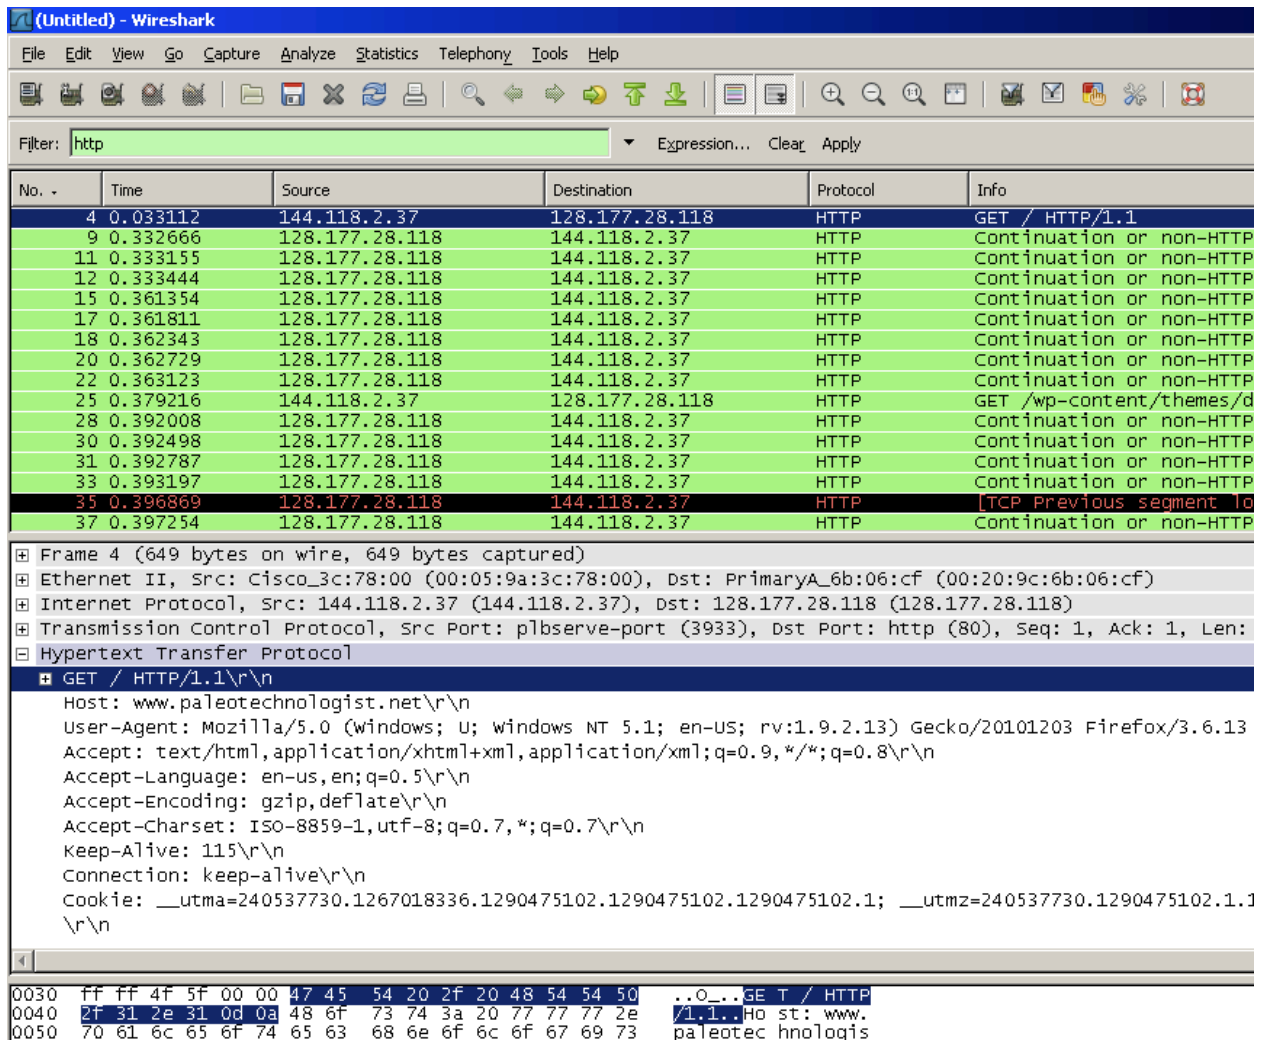 (Untitled) - Wireshark
File Edit View Go Capture Analyze Statistics Telephony Tools Help
Filter: http Expression... Clear Apply
No. Time Source Destination Protocol Info
4 0.033112 144.118.2.37 128.177.28.118 HTTP GET / HTTP/1.1
9 0.332666 128.177.28.118 144.118.2.37 HTTP Continuation or non-HTTP
11 0.333155 128.177.28.118 144.118.2.37 HTTP Continuation or non-HTTP
12 0.333444 128.177.28.118 144.118.2.37 HTTP Continuation or non-HTTP
15 0.361354 128.177.28.118 144.118.2.37 HTTP Continuation or non-HTTP
17 0.361811 128.177.28.118 144.118.2.37 HTTP Continuation or non-HTTP
18 0.362343 128.177.28.118 144.118.2.37 HTTP Continuation or non-HTTP
20 0.362729 128.177.28.118 144.118.2.37 HTTP Continuation or non-HTTP
22 0.363123 128.177.28.118 144.118.2.37 HTTP Continuation or non-HTTP
25 0.379216 144.118.2.37 128.177.28.118 HTTP GET /wp-content/themes/d
28 0.392008 128.177.28.118 144.118.2.37 HTTP Continuation or non-HTTP
30 0.392498 128.177.28.118 144.118.2.37 HTTP Continuation or non-HTTP
31 0.392787 128.177.28.118 144.118.2.37 HTTP Continuation or non-HTTP
33 0.393197 128.177.28.118 144.118.2.37 HTTP Continuation or non-HTTP
35 0.396869 128.177.28.118 144.118.2.37 HTTP [TCP Previous segment lo
37 0.397254 128.177.28.118 144.118.2.37 HTTP Continuation or non-HTTP
Frame 4 (649 bytes on wire, 649 bytes captured)
Ethernet II, Src: Cisco_3c:78:00 (00:05:9a:3c:78:00), Dst: PrimaryA_6b:06:cf (00:20:9c:6b:06:cf)
Internet Protocol, Src: 144.118.2.37 (144.118.2.37), Dst: 128.177.28.118 (128.177.28.118)
Transmission Control Protocol, Src Port: plbserve-port (3933), Dst Port: http (80), Seq: 1, Ack: 1, Len:
Hypertext Transfer Protocol
GET / HTTP/1.1\r\n
Host: www.paleotechnologist.net\r\n
User-Agent: Mozilla/5.0 (Windows; U; Windows NT 5.1; en-US; rv:1.9.2.13) Gecko/20101203 Firefox/3.6.13
Accept: text/html,application/xhtml+xml,application/xml;q=0.9,*/*;q=0.8\r\n
Accept-Language: en-us,en;q=0.5\r\n
Accept-Encoding: gzip,deflate\r\n
Accept-Charset: ISO-8859-1,utf-8;q=0.7,*;q=0.7\r\n
Keep-Alive: 115\r\n
Connection: keep-alive\r\n
Cookie: __utma=240537730.1267018336.1290475102.1290475102.1290475102.1; __utmz=240537730.1290475102.1.1
\r\n
0030 ff ff 4f 5f 00 00 47 45 54 20 2f 20 48 54 54 50 ..O_..GE T / HTTP
0040 2f 31 2e 31 0d 0a 48 6f 73 74 3a 20 77 77 77 2e /1.1..Ho st: www.
0050 70 61 6c 65 6f 74 65 63 68 6e 6f 6c 6f 67 69 73 paleotec hnologis